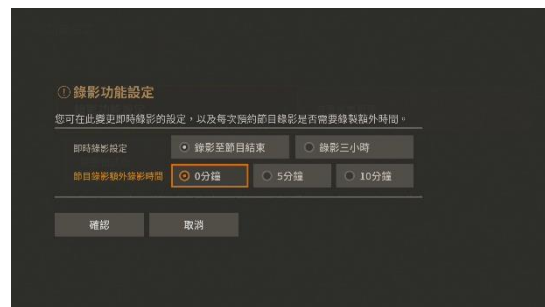 錄影功能設定
您可在此變更即時錄影的設定，以及每次預約節目錄影是否需要錄製額外時間。
即時錄影設定 錄影至節目結束 錄影三小時
節目錄影額外錄影時間 0分鐘 5分鐘 10分鐘
確認 取消